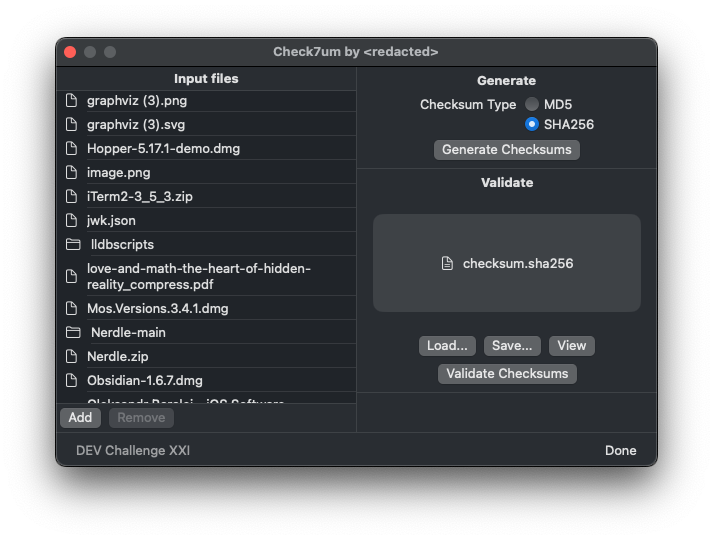 Check7um by <redacted>
Input files
graphviz (3).png
graphviz (3).svg
Hopper-5.17.1-demo.dmg
image.png
iTerm2-3_5_3.zip
jwk.json
lldbscripts
love-and-math-the-heart-of-hidden-
reality_compress.pdf
Mos.Versions.3.4.1.dmg
Nerdle-main
Nerdle.zip
Obsidian-1.6.7.dmg
Add
Remove
Generate
Checksum Type
MD5
SHA256
Generate Checksums
Validate
checksum.sha256
Load...
Save...
View
Validate Checksums
DEV Challenge XXI
Done